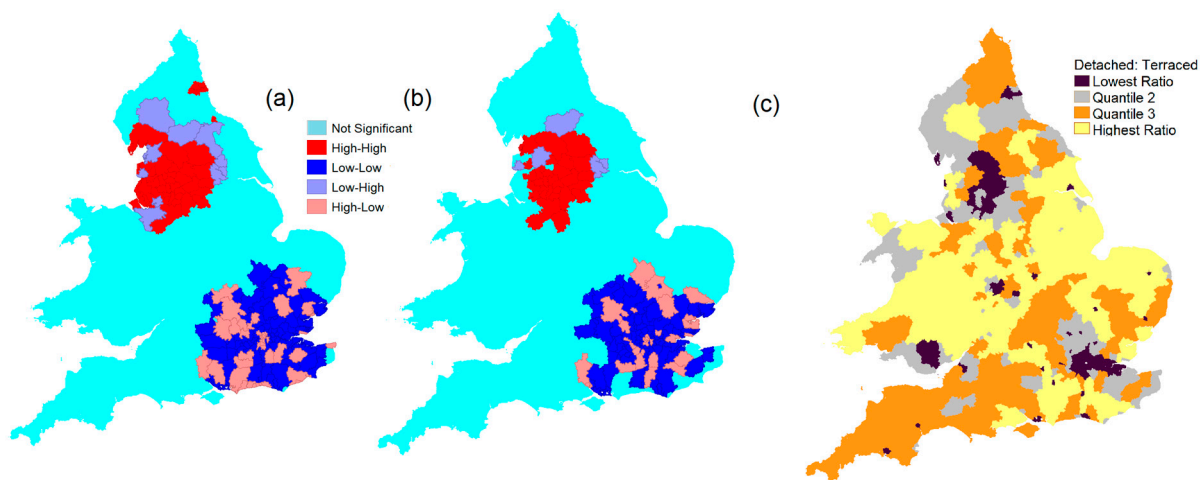 (a)
Not Significant
High-High
Low-Low
Low-High
High-Low
(b)
(c)
Detached: Terraced
Lowest Ratio
Quantile 2
Quantile 3
Highest Ratio